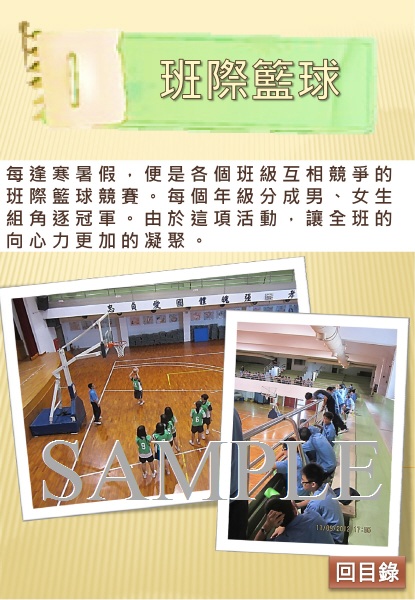 班際籃球
每逢寒暑假，便是各個班級互相競爭的
班際籃球競賽。每個年級分成男、女生
組角逐冠軍。由於這項活動，讓全班的
向心力更加的凝聚。
SAMPLE
回目錄